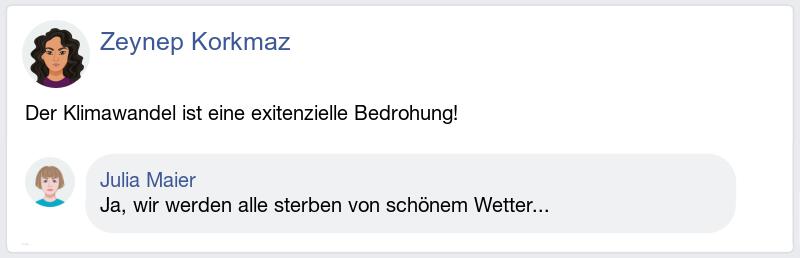 Zeynep Korkmaz
Der Klimawandel ist eine exitenzielle Bedrohung!
Julia Maier
Ja, wir werden alle sterben von schönem Wetter...